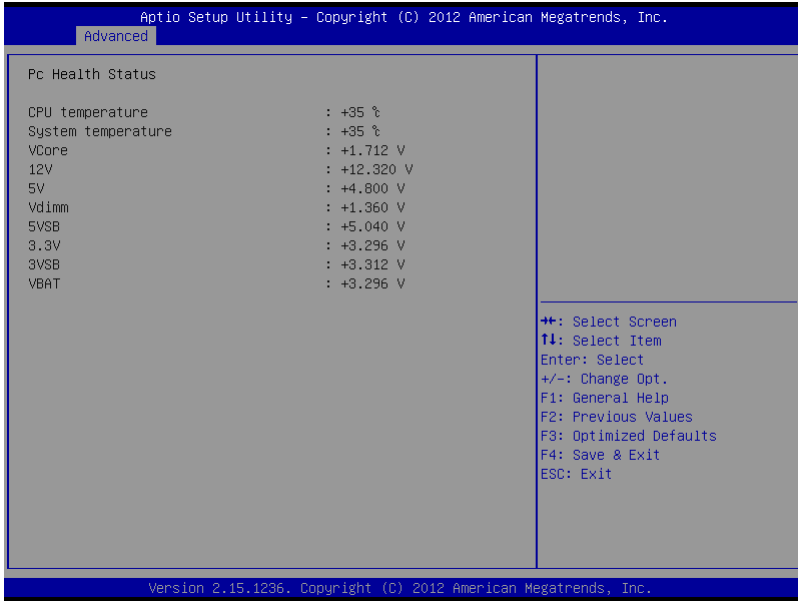 Aptio Setup Utility – Copyright (C) 2012 American Megatrends, Inc.
Advanced
Pc Health Status
CPU temperature : +35 ℃
System temperature : +35 ℃
VCore : +1.712 V
12V : +12.320 V
5V : +4.800 V
Vdimm : +1.360 V
5VSB : +5.040 V
3.3V : +3.296 V
3VSB : +3.312 V
VBAT : +3.296 V
→←: Select Screen
↑↓: Select Item
Enter: Select
+/-: Change Opt.
F1: General Help
F2: Previous Values
F3: Optimized Defaults
F4: Save & Exit
ESC: Exit
Version 2.15.1236. Copyright (C) 2012 American Megatrends, Inc.